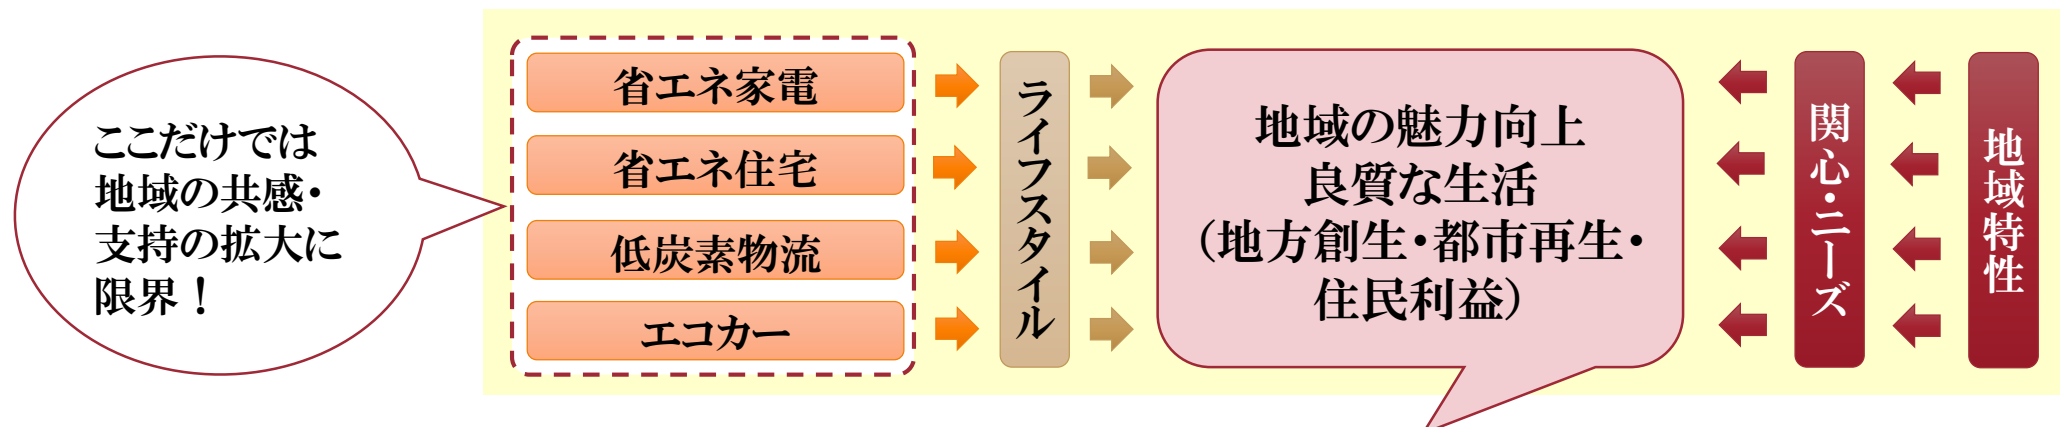 ここだけでは
地域の共感・
支持の拡大に
限界！
省エネ家電
省エネ住宅
低炭素物流
エコカー
ライフスタイル
地域の魅力向上
良質な生活
（地方創生・都市再生・
住民利益）
関心・ニーズ
地域特性